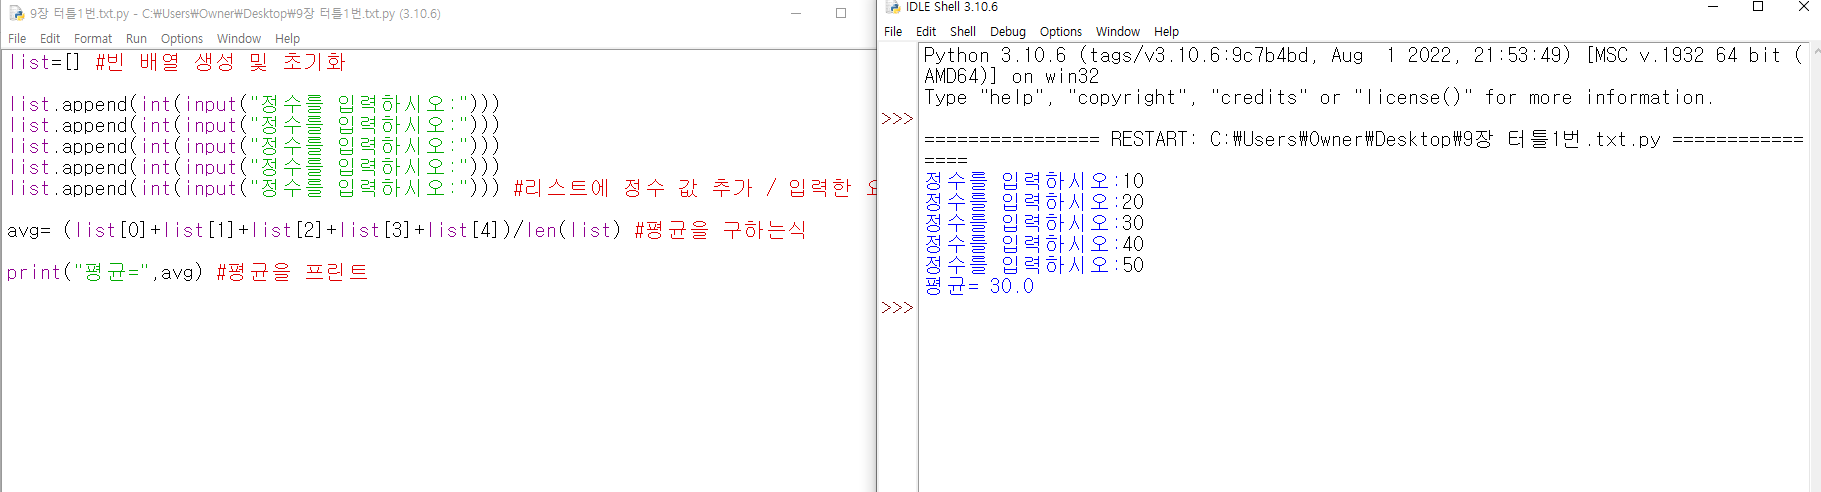 9장 터틀1번.txt.py - C:₩Users₩Owner₩Desktop₩9장 터틀1번.txt.py (3.10.6)
File Edit Format Run Options Window Help
list=[] #빈 배열 생성 및 초기화
list.append(int(input("정수를 입력하시오:")))
list.append(int(input("정수를 입력하시오:")))
list.append(int(input("정수를 입력하시오:")))
list.append(int(input("정수를 입력하시오:")))
list.append(int(input("정수를 입력하시오:"))) #리스트에 정수 값 추가 / 입력한
avg= (list[0]+list[1]+list[2]+list[3]+list[4])/len(list) #평균을 구하는식
print("평균=",avg) #평균을 프린트
IDLE Shell 3.10.6
File Edit Shell Debug Options Window Help
Python 3.10.6 (tags/v3.10.6:9c7b4bd, Aug  1 2022, 21:53:49) [MSC v.1932 64 bit (
AMD64)] on win32
Type "help", "copyright", "credits" or "license()" for more information.
>>>
================ RESTART: C:₩Users₩Owner₩Desktop₩9장 터틀1번.txt.py ============
====
정수를 입력하시오:10
정수를 입력하시오:20
정수를 입력하시오:30
정수를 입력하시오:40
정수를 입력하시오:50
평균= 30.0
>>>